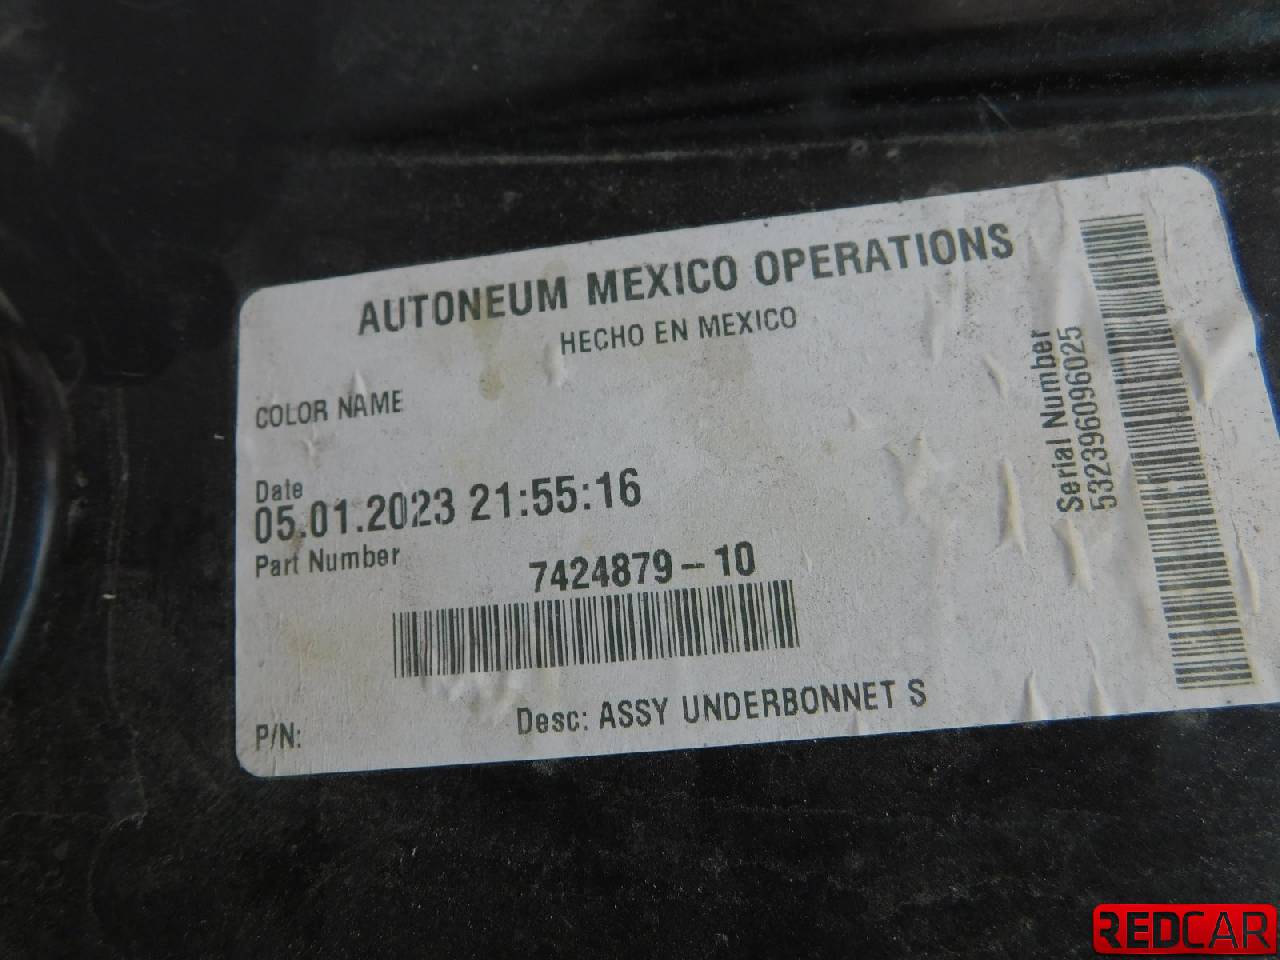 AUTONEUM MEXICO OPERATIONS
HECHO EN MEXICO
COLOR NAME
Date
05.01.2023 21:55:16
Part Number
7424879-10
Desc: ASSY UNDERBONNET S
P/N:
Serial Number
532396096025
REDCAR